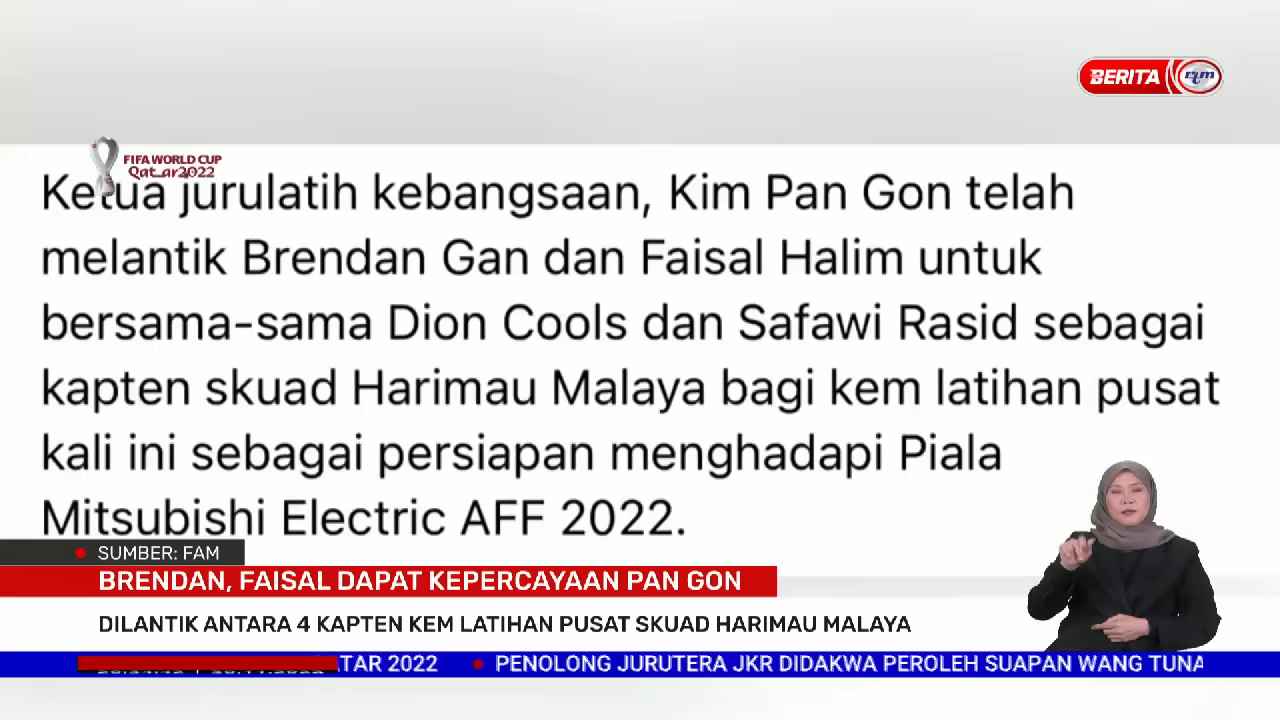 BERITA rtm
FIFA WORLD CUP
Qatar2022
Ketua jurulatih kebangsaan, Kim Pan Gon telah
melantik Brendan Gan dan Faisal Halim untuk
bersama-sama Dion Cools dan Safawi Rasid sebagai
kapten skuad Harimau Malaya bagi kem latihan pusat
kali ini sebagai persiapan menghadapi Piala
Mitsubishi Electric AFF 2022.
SUMBER: FAM
BRENDAN, FAISAL DAPAT KEPERCAYAAN PAN GON
DILANTIK ANTARA 4 KAPTEN KEM LATIHAN PUSAT SKUAD HARIMAU MALAYA
ATAR 2022 • PENOLONG JURUTERA JKR DIDAKWA PEROLEH SUAPAN WANG TUNA